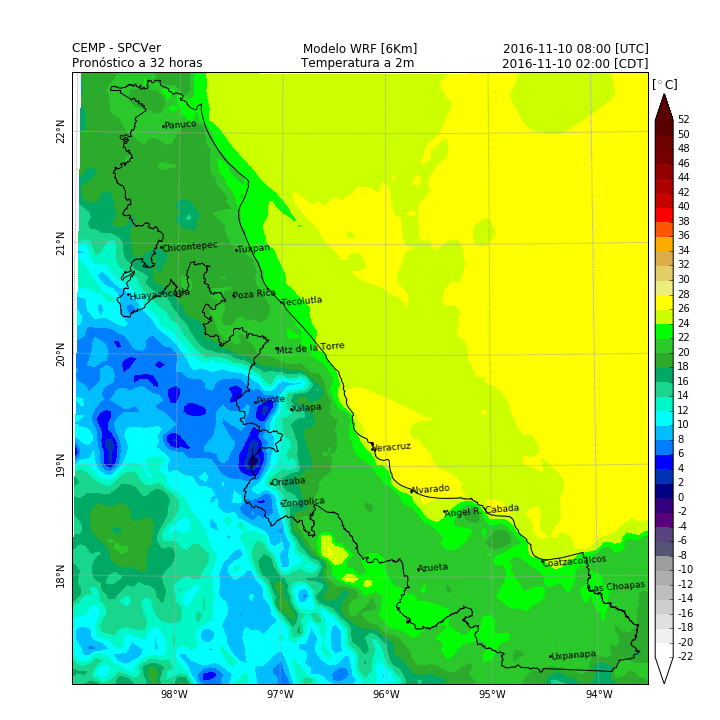 CEMP - SPCVer Modelo WRF [6Km] 2016-11-10 08:00 [UTC]
Pronóstico a 32 horas Temperatura a 2m 2016-11-10 02:00 [CDT]
[°C]
52
50
48
46
44
42
40
38
36
34
32
30
28
26
24
22
20
18
16
14
12
10
8
6
4
2
0
-2
-4
-6
-8
-10
-12
-14
-16
-18
-20
-22
22°N
21°N
20°N
19°N
18°N
Panuco
Chicontepec
Tuxpan
Huayacocotla
Poza Rica
Tecolutla
Mtz de la Torre
Perote
Xalapa
Veracruz
Orizaba
Alvarado
Zongolica
Angel R. Cabada
Azueta
Coatzacoalcos
Las Choapas
Uxpanapa
98°W 97°W 96°W 95°W 94°W